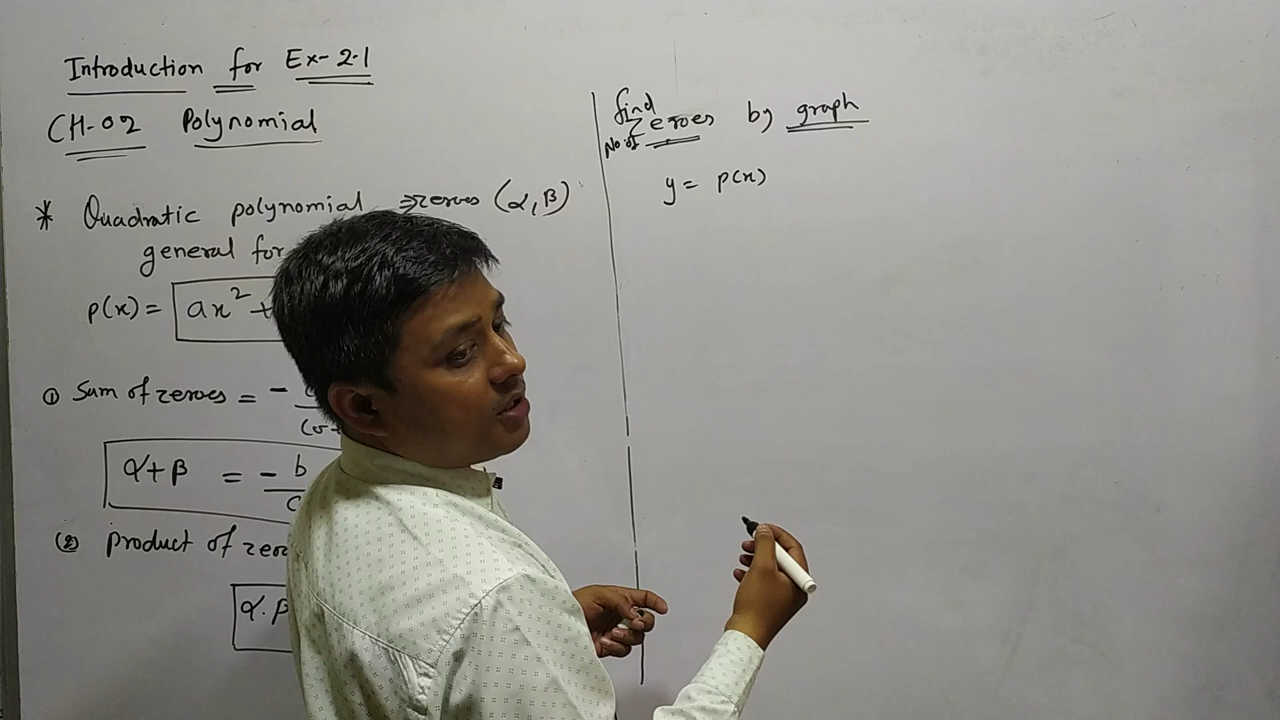 Introduction for Ex-2.1
CH-02 Polynomial
* Quadratic polynomial ⇒ zeroes (α, β)
general for
p(x) = ax² +
① Sum of zeroes = -
α+β = - b
② product of zero
α.β
find
No. of zeroes by graph
y = p(x)